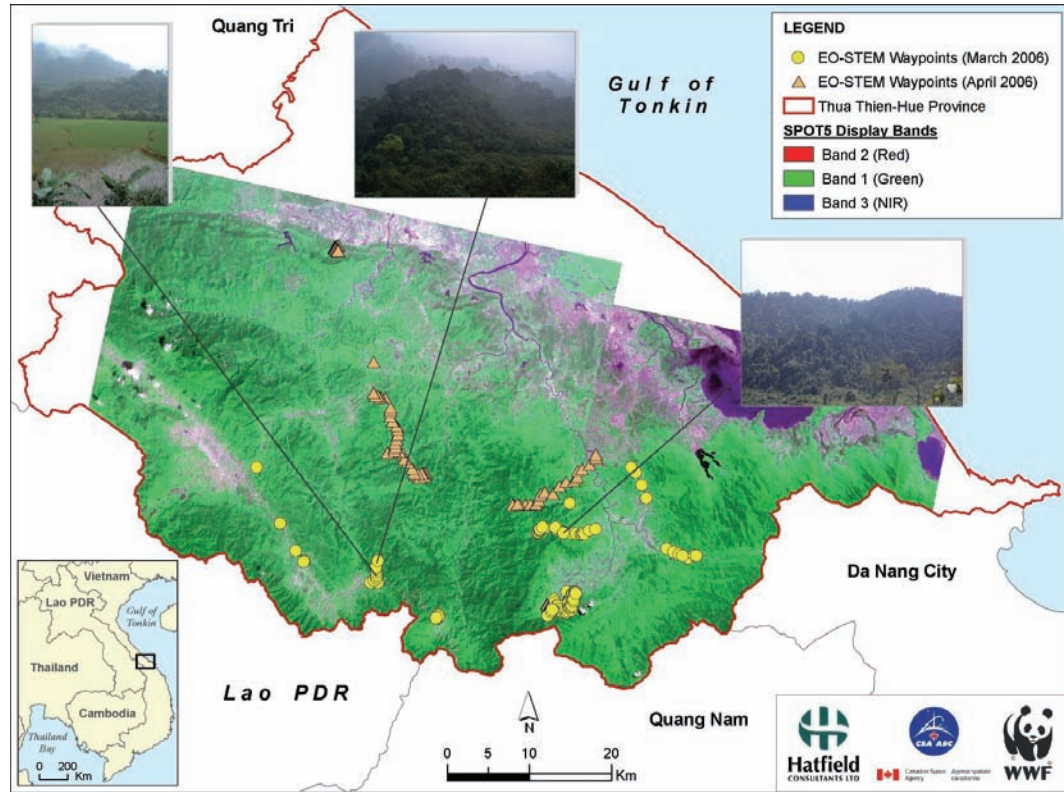 Quang Tri
Gulf of
Tonkin
LEGEND
EO-STEM Waypoints (March 2006)
EO-STEM Waypoints (April 2006)
Thua Thien-Hue Province
SPOT5 Display Bands
Band 2 (Red)
Band 1 (Green)
Band 3 (NIR)
Da Nang City
Lao PDR
Quang Nam
N
0 5 10 20
Km
Vietnam
Lao PDR
Gulf of
Tonkin
Thailand
Cambodia
Thailand
Bay
0 200
Km
Hatfield
CONSULTANTS LTD
CSA ASC
Canadian Space
Agency
Agence spatiale
canadienne
WWF